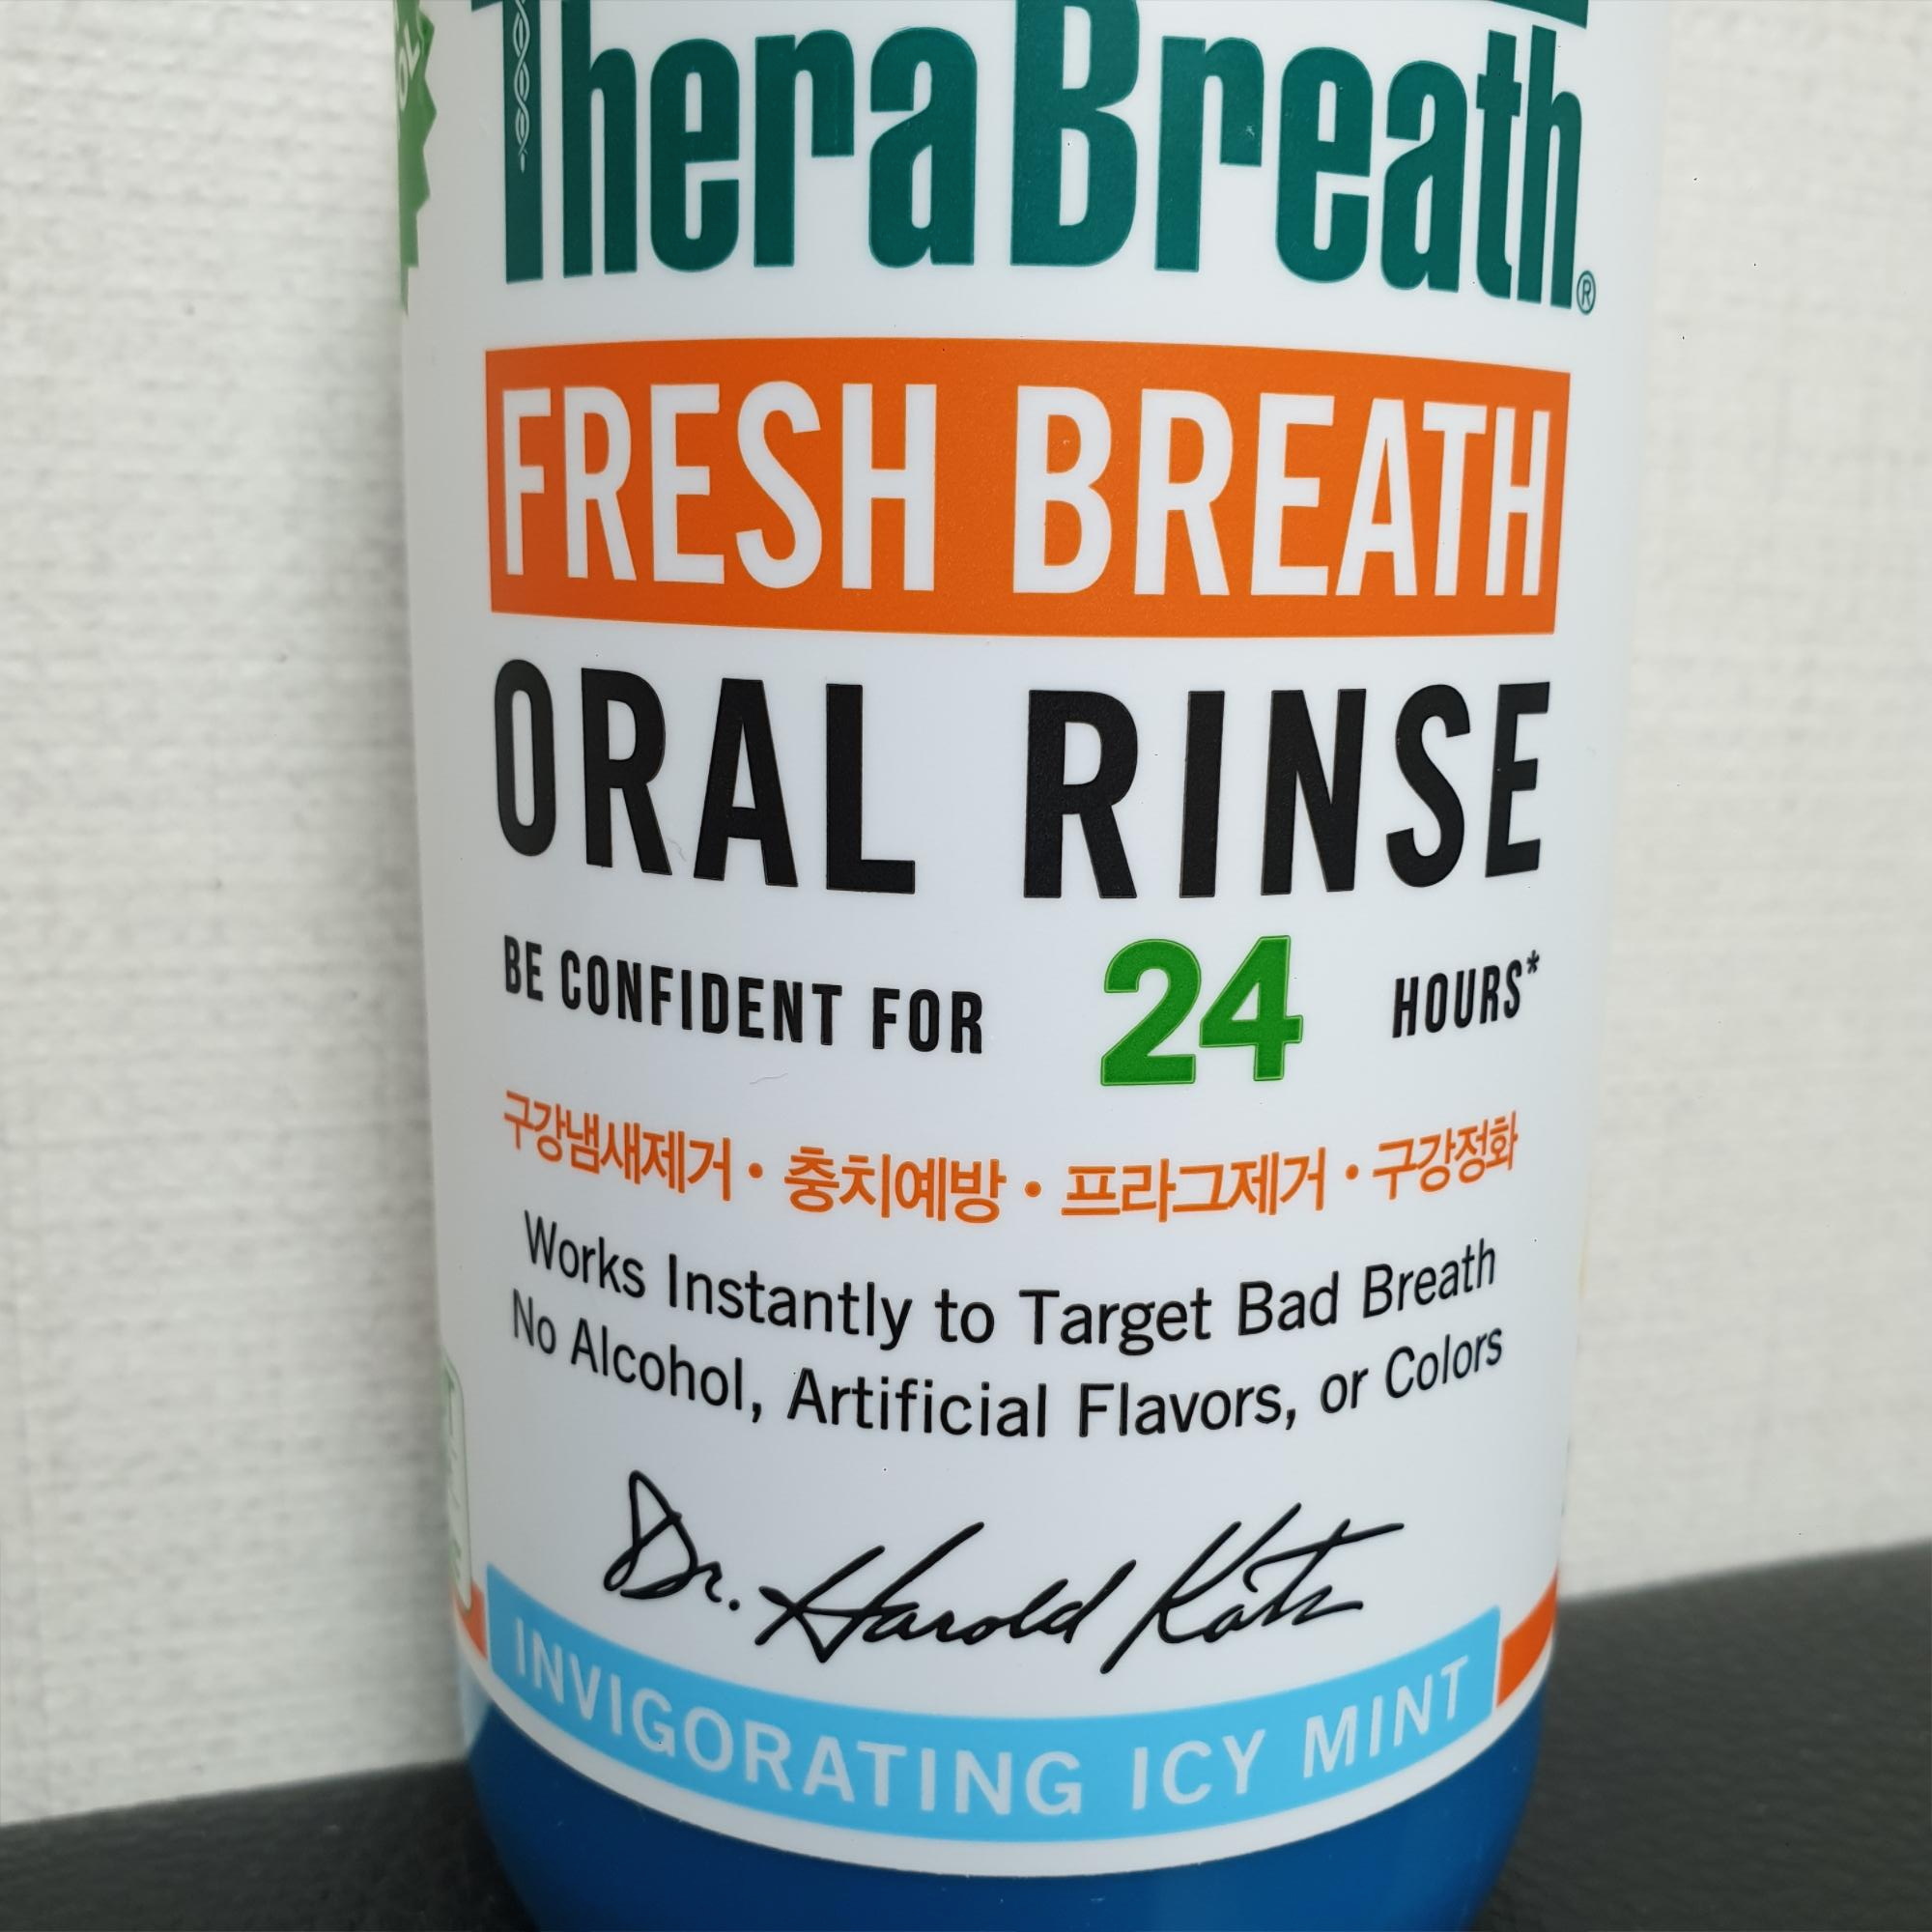 TheraBreath®
FRESH BREATH
ORAL RINSE
BE CONFIDENT FOR 24 HOURS*
구강냄새제거 • 충치예방 • 프라그제거 • 구강정화
Works Instantly to Target Bad Breath
No Alcohol, Artificial Flavors, or Colors
Dr. Harold Katz
INVIGORATING ICY MINT